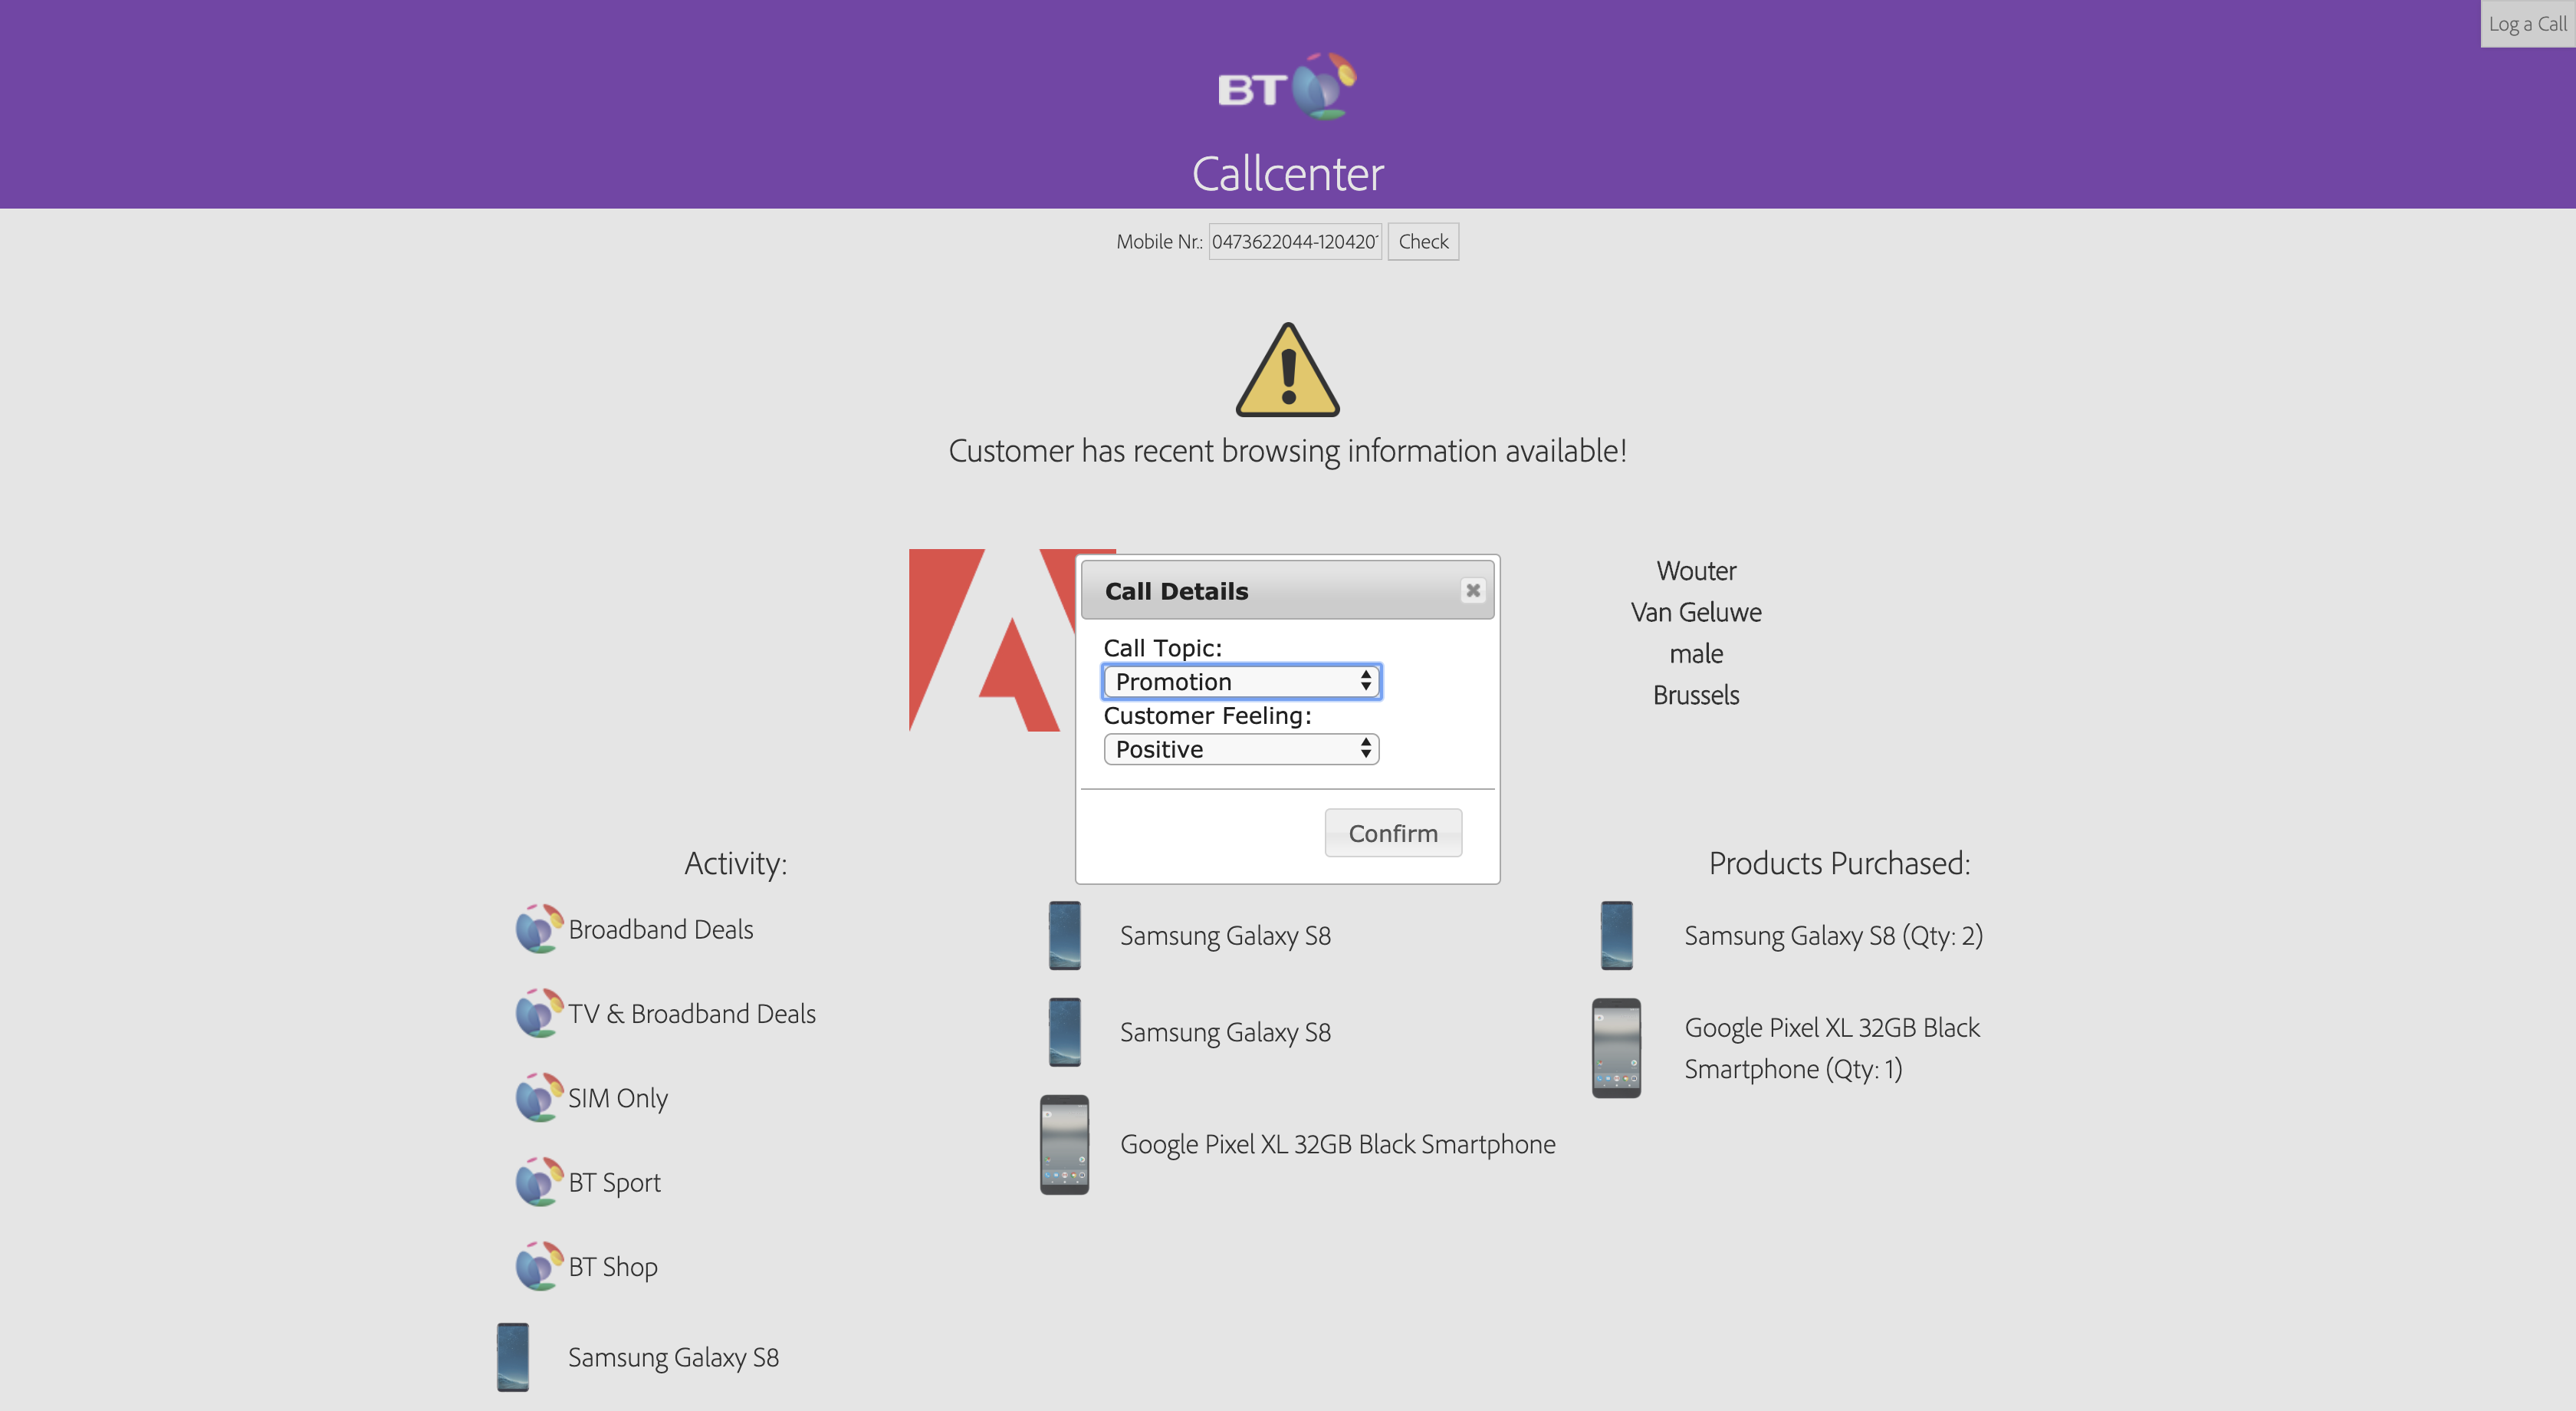 Log a Call
BT
Callcenter
Mobile Nr.: 0473622044-120420 Check
Customer has recent browsing information available!
Wouter
Van Geluwe
male
Brussels
Call Details
Call Topic:
Promotion
Customer Feeling:
Positive
Confirm
Activity:
Broadband Deals
TV & Broadband Deals
SIM Only
BT Sport
BT Shop
Samsung Galaxy S8
Samsung Galaxy S8
Samsung Galaxy S8
Google Pixel XL 32GB Black Smartphone
Products Purchased:
Samsung Galaxy S8 (Qty: 2)
Google Pixel XL 32GB Black
Smartphone (Qty: 1)